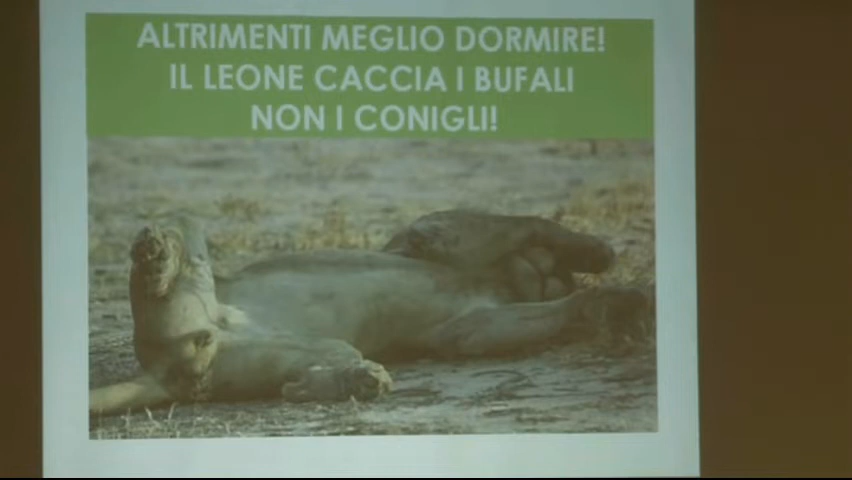 ALTRIMENTI MEGLIO DORMIRE!
IL LEONE CACCIA I BUFALI
NON I CONIGLI!